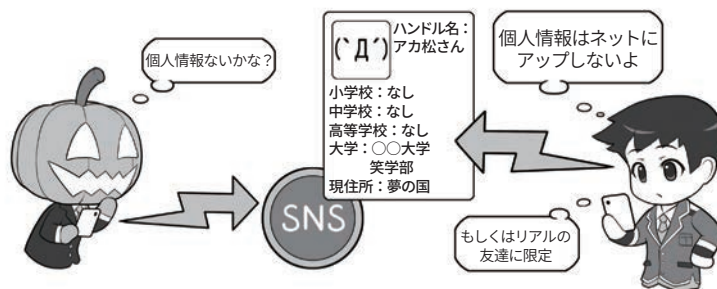 個人情報ないかな？
(｀Д´)
ハンドル名：
アカ松さん
小学校：なし
中学校：なし
高等学校：なし
大学：○○大学
笑学部
現住所：夢の国
SNS
個人情報はネットに
アップしないよ
もしくはリアルの
友達に限定